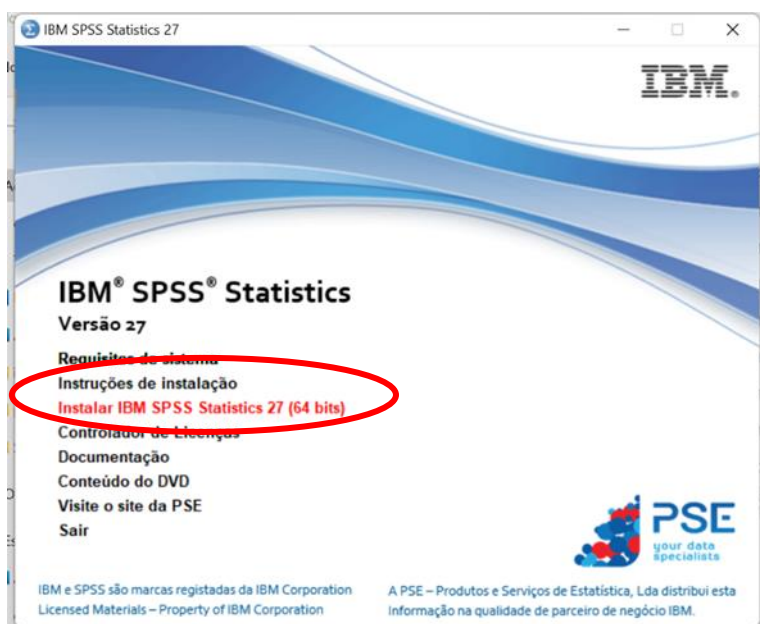 IBM SPSS Statistics 27
IBM.
IBM® SPSS® Statistics
Versão 27
Requisitos do sistema
Instruções de instalação
Instalar IBM SPSS Statistics 27 (64 bits)
Controlador de Licenças
Documentação
Conteúdo do DVD
Visite o site da PSE
Sair
PSE
your data
specialists
IBM e SPSS são marcas registadas da IBM Corporation
Licensed Materials – Property of IBM Corporation
A PSE – Produtos e Serviços de Estatística, Lda distribui esta
Informação na qualidade de parceiro de negócio IBM.